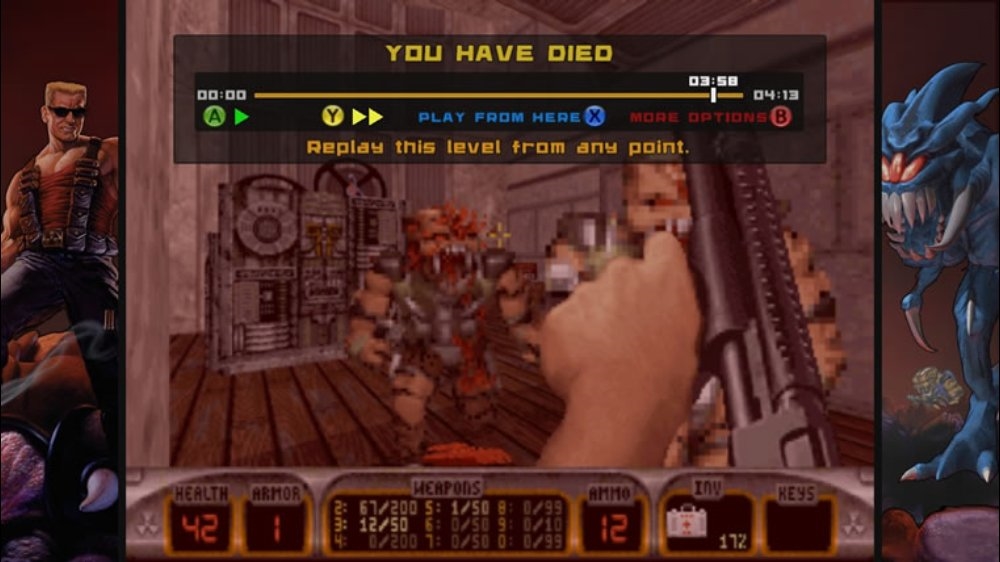 YOU HAVE DIED
03:58
00:00 04:13
A Y PLAY FROM HERE X MORE OPTIONS B
Replay this level from any point.
HEALTH ARMOR WEAPONS AMMO INV KEYS
2: 67/200 5: 1/50 8: 0/99
3: 12/50 6: 0/50 9: 0/10
4: 0/200 7: 0/50 0: 0/99
42 1 12 17%